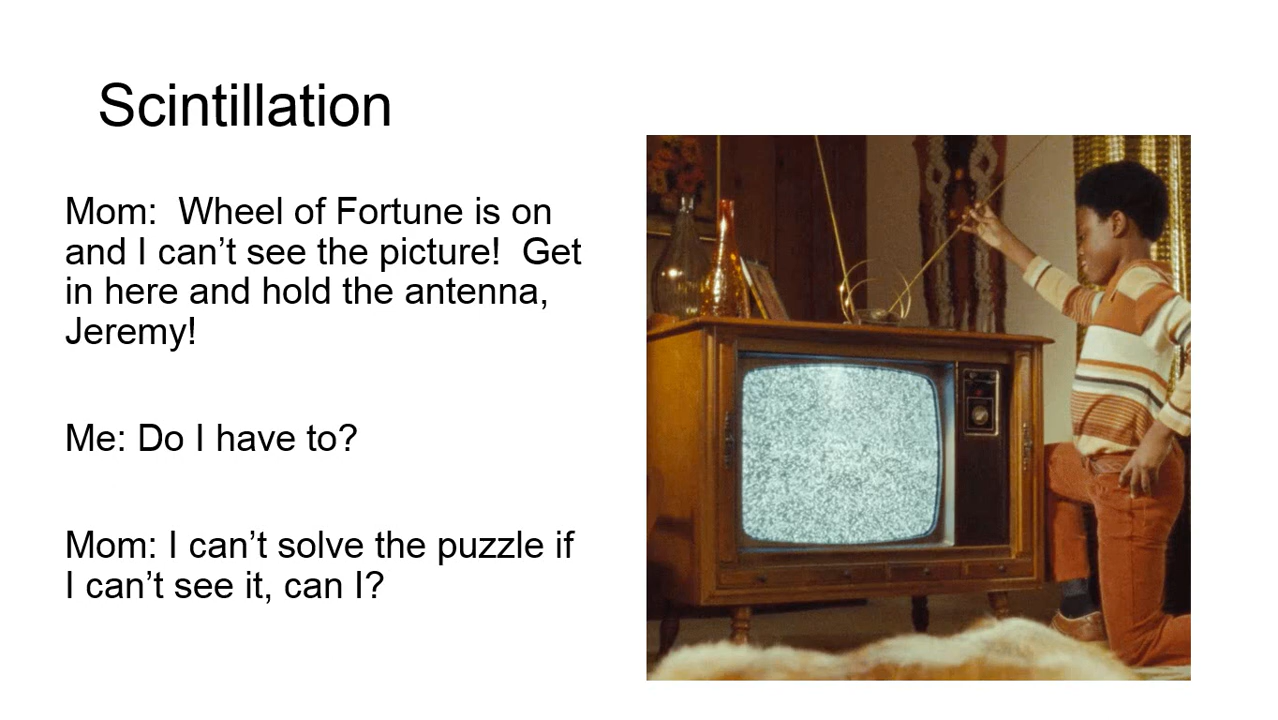 Scintillation
Mom:  Wheel of Fortune is on
and I can’t see the picture!  Get
in here and hold the antenna,
Jeremy!
Me: Do I have to?
Mom: I can’t solve the puzzle if
I can’t see it, can I?